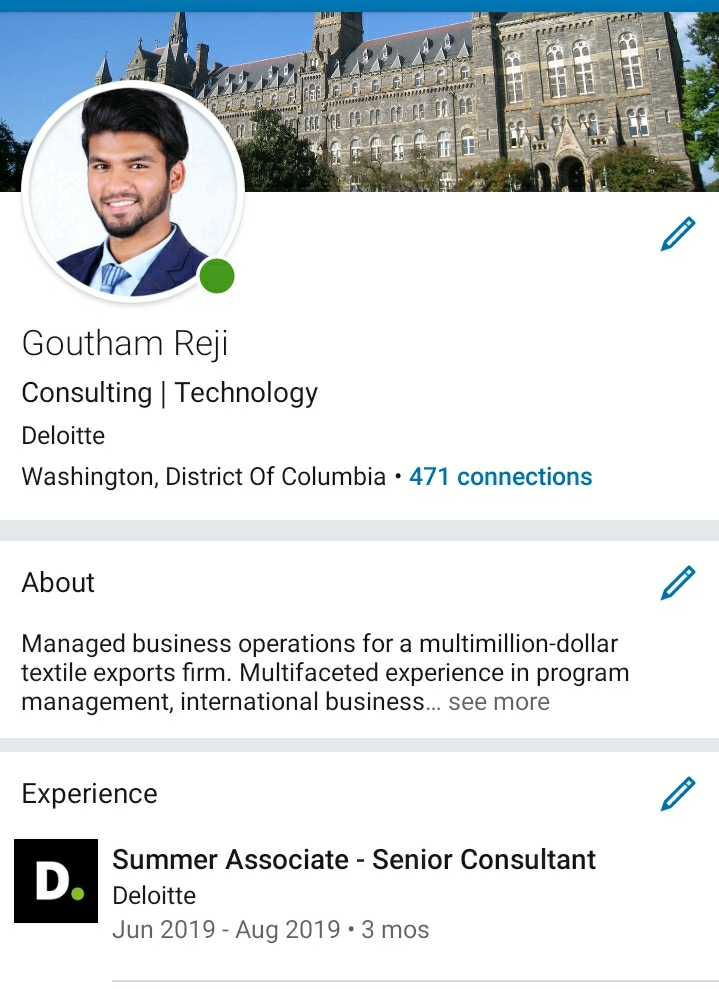 Goutham Reji
Consulting | Technology
Deloitte
Washington, District Of Columbia • 471 connections
About
Managed business operations for a multimillion-dollar
textile exports firm. Multifaceted experience in program
management, international business... see more
Experience
D.
Summer Associate - Senior Consultant
Deloitte
Jun 2019 - Aug 2019 • 3 mos